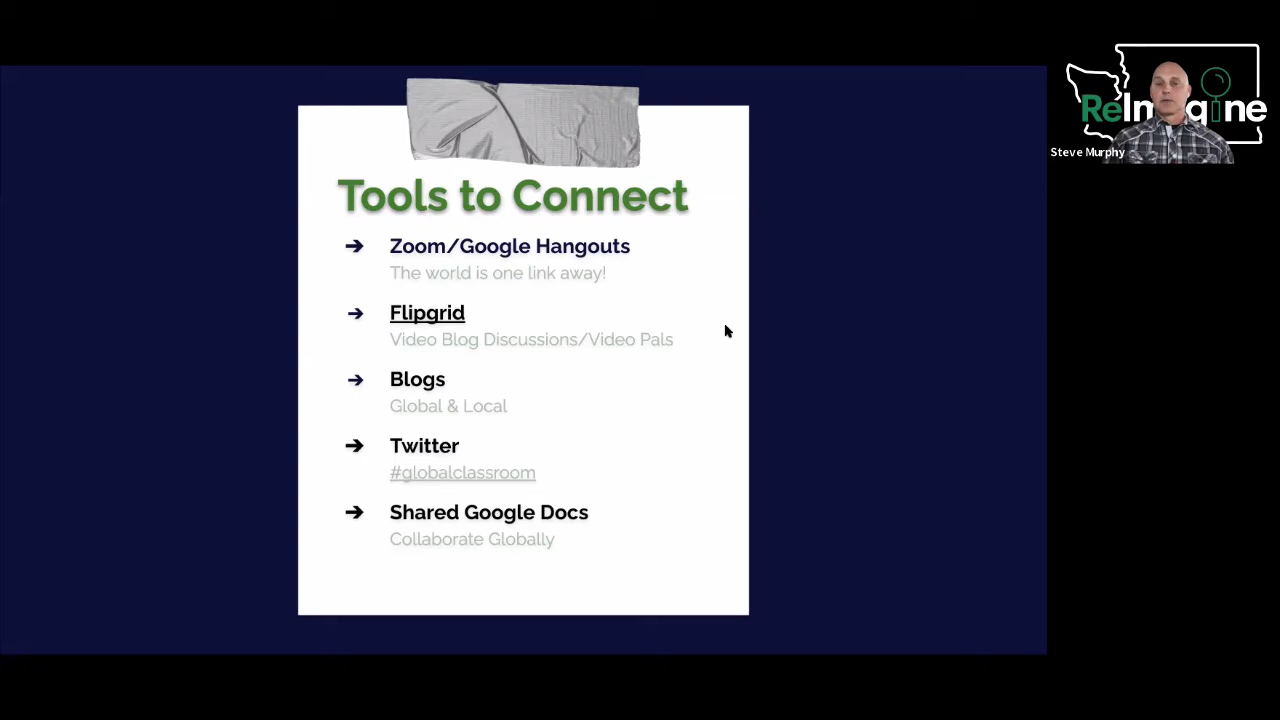 Tools to Connect
➔ Zoom/Google Hangouts
The world is one link away!
➔ Flipgrid
Video Blog Discussions/Video Pals
➔ Blogs
Global & Local
➔ Twitter
#globalclassroom
➔ Shared Google Docs
Collaborate Globally
ReImagine
Steve Murphy